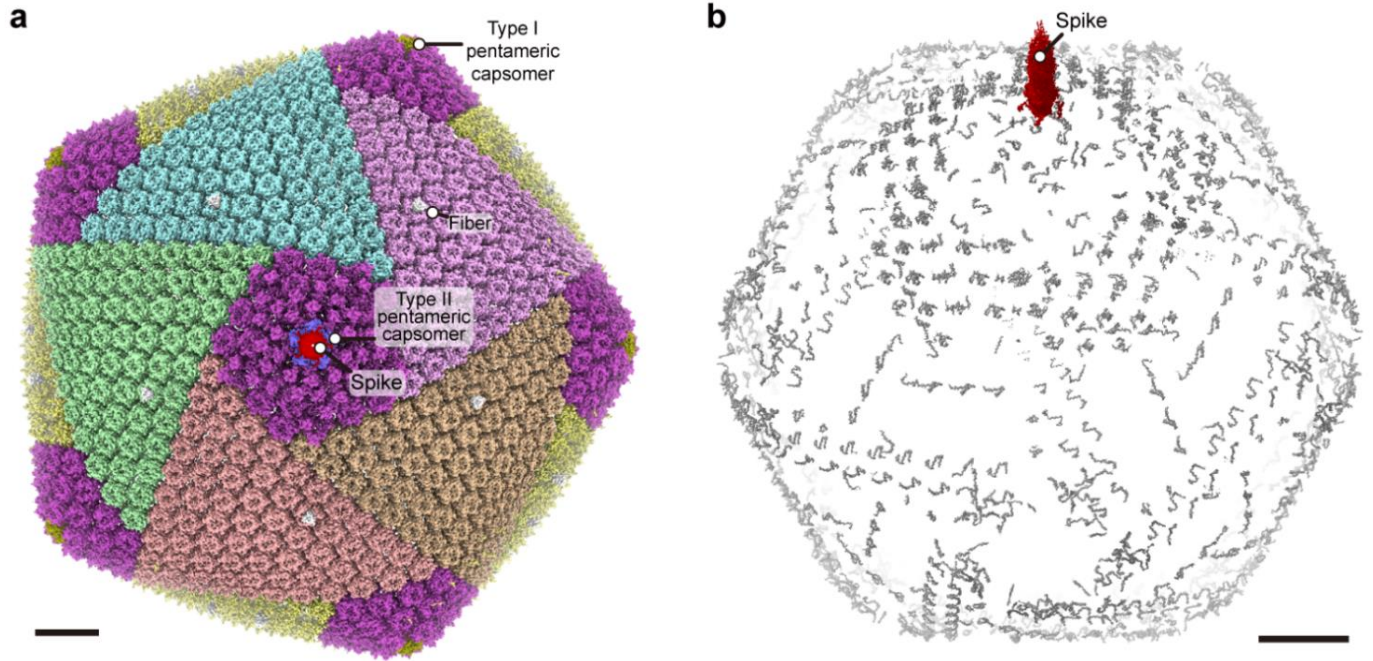 a
Type I
pentameric
capsomer
Fiber
Type II
pentameric
capsomer
Spike
b
Spike